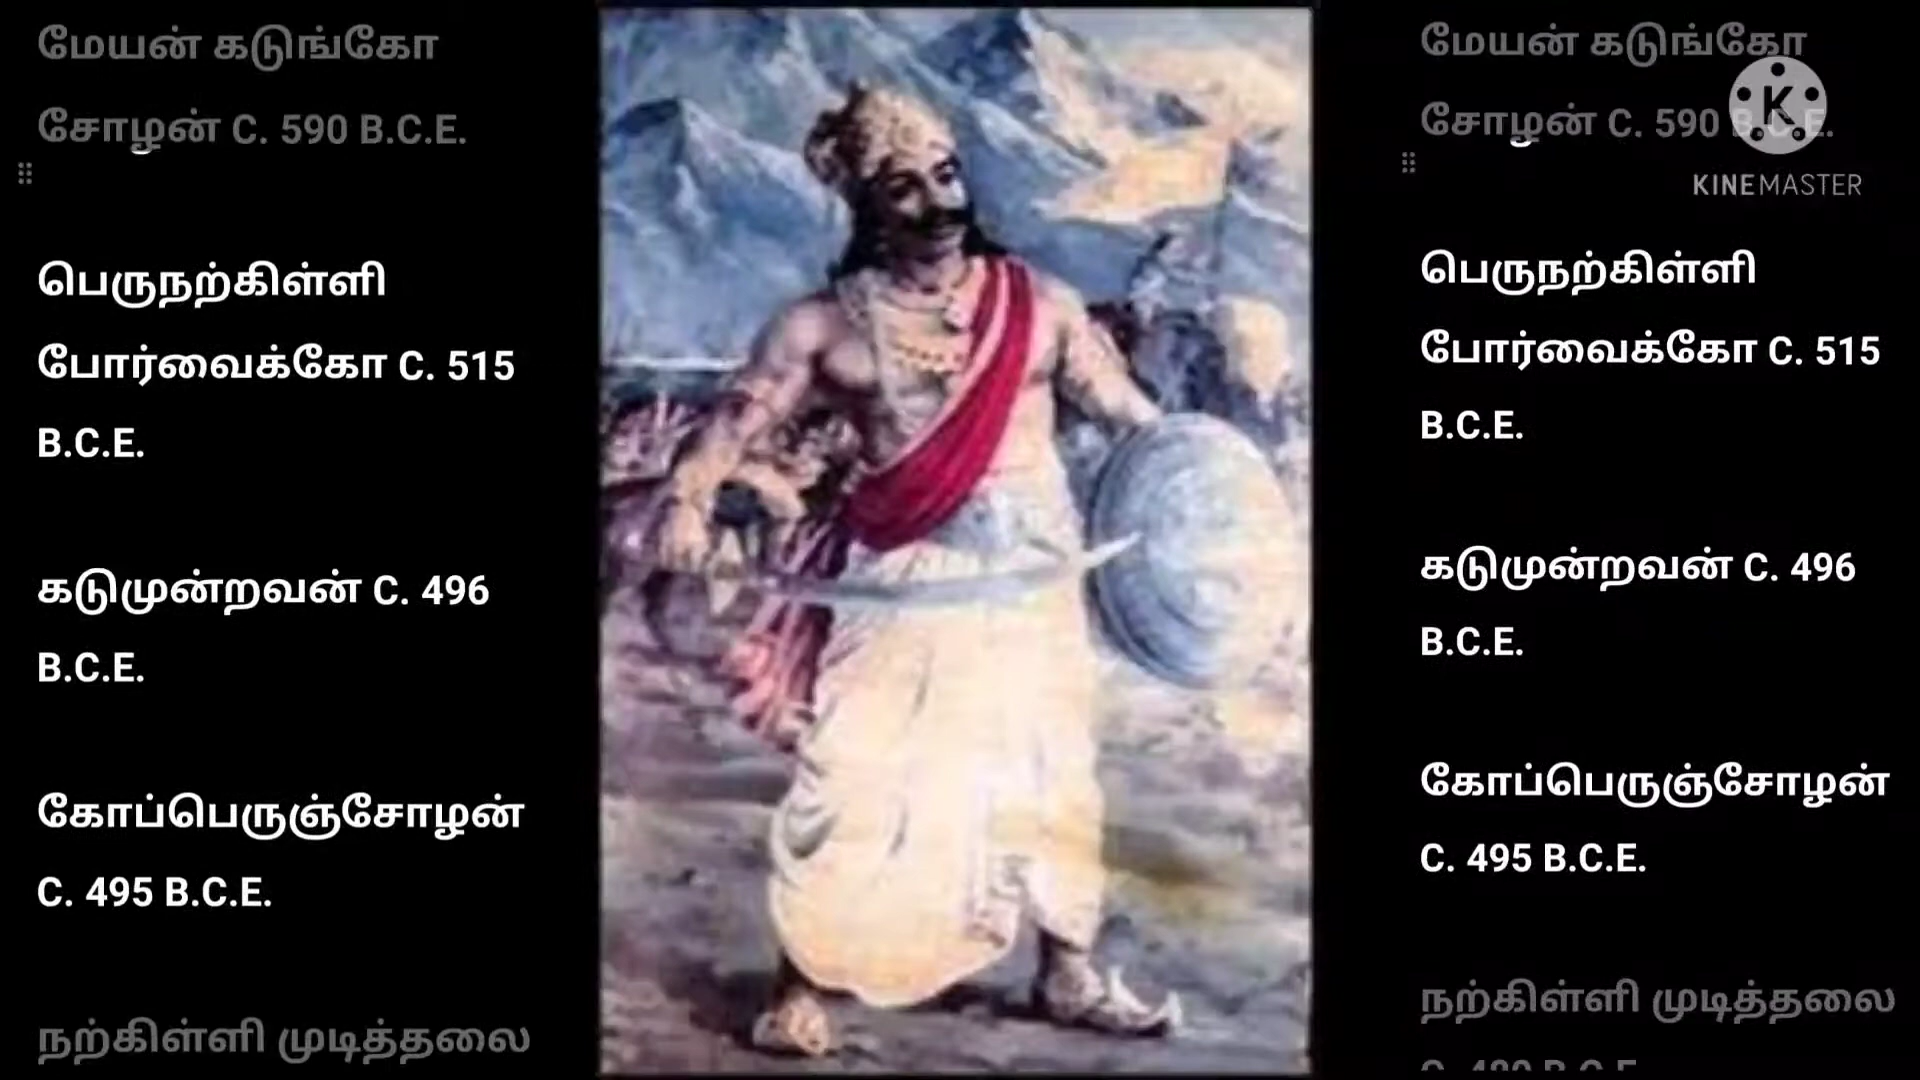 மேயன் கடுங்கோ
சோழன் C. 590 B.C.E.
பெருநற்கிள்ளி
போர்வைக்கோ C. 515
B.C.E.
கடுமுன்றவன் C. 496
B.C.E.
கோப்பெருஞ்சோழன்
C. 495 B.C.E.
நற்கிள்ளி முடித்தலை
மேயன் கடுங்கோ
சோழன் C. 590 B.C.E.
KINEMASTER
பெருநற்கிள்ளி
போர்வைக்கோ C. 515
B.C.E.
கடுமுன்றவன் C. 496
B.C.E.
கோப்பெருஞ்சோழன்
C. 495 B.C.E.
நற்கிள்ளி முடித்தலை